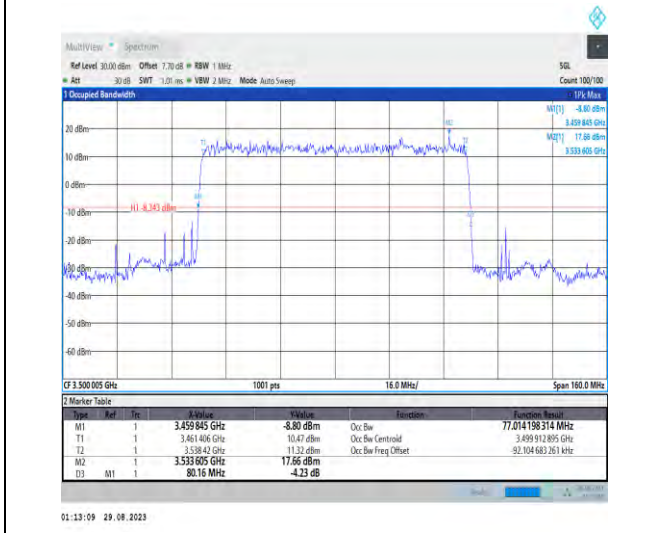 MultiView Spectrum
Ref Level 30.00 dBm Offset 7.70 dB RBW 1 MHz SGL
Att 30 dB SWT 1.01 ms VBW 2 MHz Mode Auto Sweep Count 100/100
1 Occupied Bandwidth 1Pk Max
M1[1] -8.80 dBm
3.459 845 GHz
M2[1] 17.66 dBm
3.533 605 GHz
M2
T1 T2
20 dBm
10 dBm
0 dBm
M1
H1 -8.343 dBm
-10 dBm
-20 dBm
-30 dBm
-40 dBm
-50 dBm
-60 dBm
CF 3.500 005 GHz 1001 pts 16.0 MHz/ Span 160.0 MHz
2 Marker Table
Type Ref Trc X-Value Y-Value Function Function Result
M1 1 3.459 845 GHz -8.80 dBm Occ Bw 77.014 198 314 MHz
T1 1 3.461 406 GHz 10.47 dBm Occ Bw Centroid 3.499 912 895 GHz
T2 1 3.538 42 GHz 11.32 dBm Occ Bw Freq Offset -92.104 683 261 kHz
M2 1 3.533 605 GHz 17.66 dBm
D3 M1 1 80.16 MHz -4.23 dB
01:13:09 29.08.2023